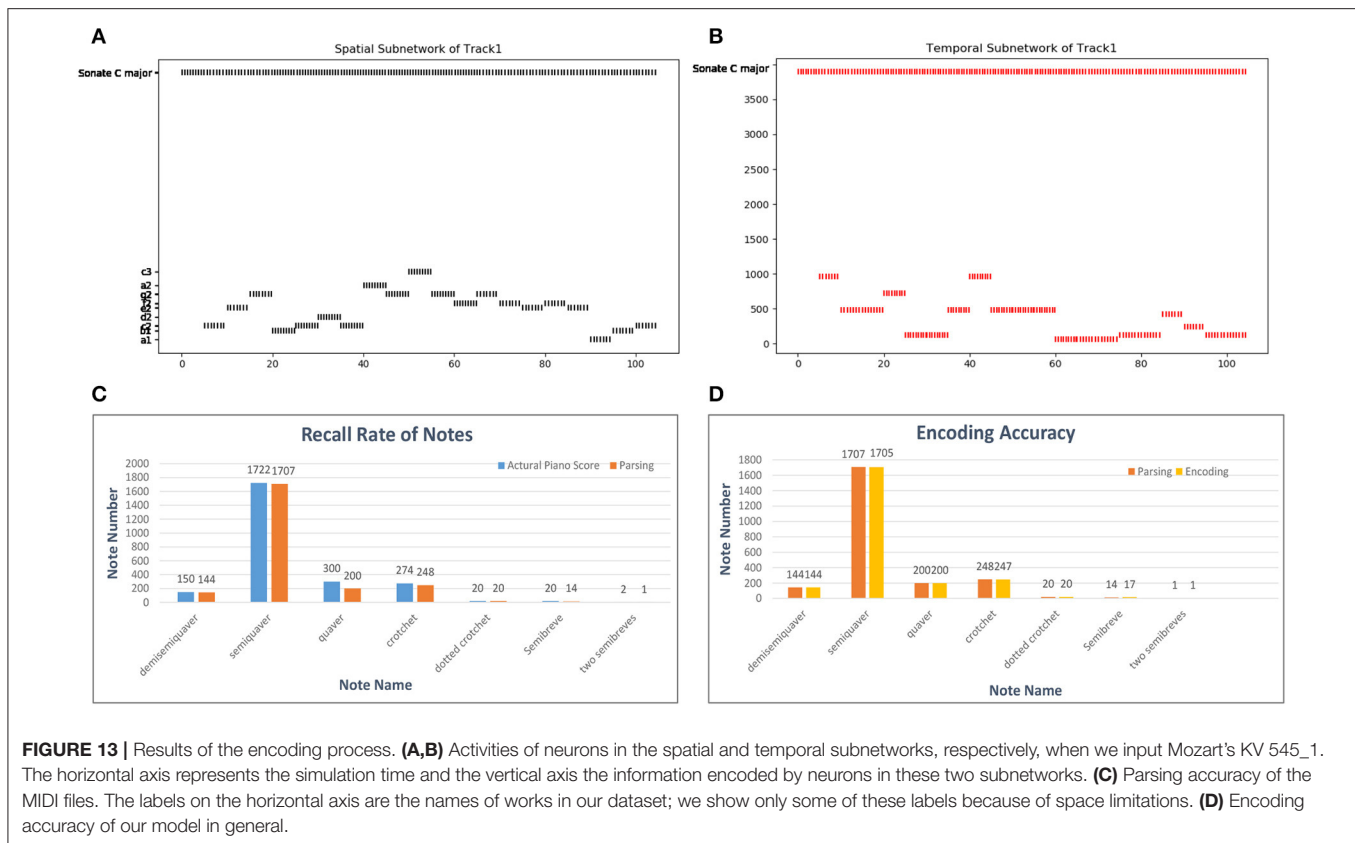 A
Spatial Subnetwork of Track1
Sonate C major
c3
a2
g2
f2
e2
d2
c2
b1
a1
0 20 40 60 80 100
B
Temporal Subnetwork of Track1
Sonate C major
3500
3000
2500
2000
1500
1000
500
0
0 20 40 60 80 100
C
Recall Rate of Notes
Actural Piano Score Parsing
Note Number
2000
1800
1600
1400
1200
1000
800
600
400
200
0
150 144
1722 1707
300 200
274 248
20 20
20 14
2 1
demisemiquaver
semiquaver
quaver
crotchet
dotted crotchet
Semibreve
two semibreves
Note Name
D
Encoding Accuracy
Parsing Encoding
Note Number
1800
1600
1400
1200
1000
800
600
400
200
0
144 144
1707 1705
200 200
248 247
20 20
14 17
1 1
demisemiquaver
semiquaver
quaver
crotchet
dotted crotchet
Semibreve
two semibreves
Note Name
FIGURE 13 | Results of the encoding process. (A,B) Activities of neurons in the spatial and temporal subnetworks, respectively, when we input Mozart's KV 545_1.
The horizontal axis represents the simulation time and the vertical axis the information encoded by neurons in these two subnetworks. (C) Parsing accuracy of the
MIDI files. The labels on the horizontal axis are the names of works in our dataset; we show only some of these labels because of space limitations. (D) Encoding
accuracy of our model in general.